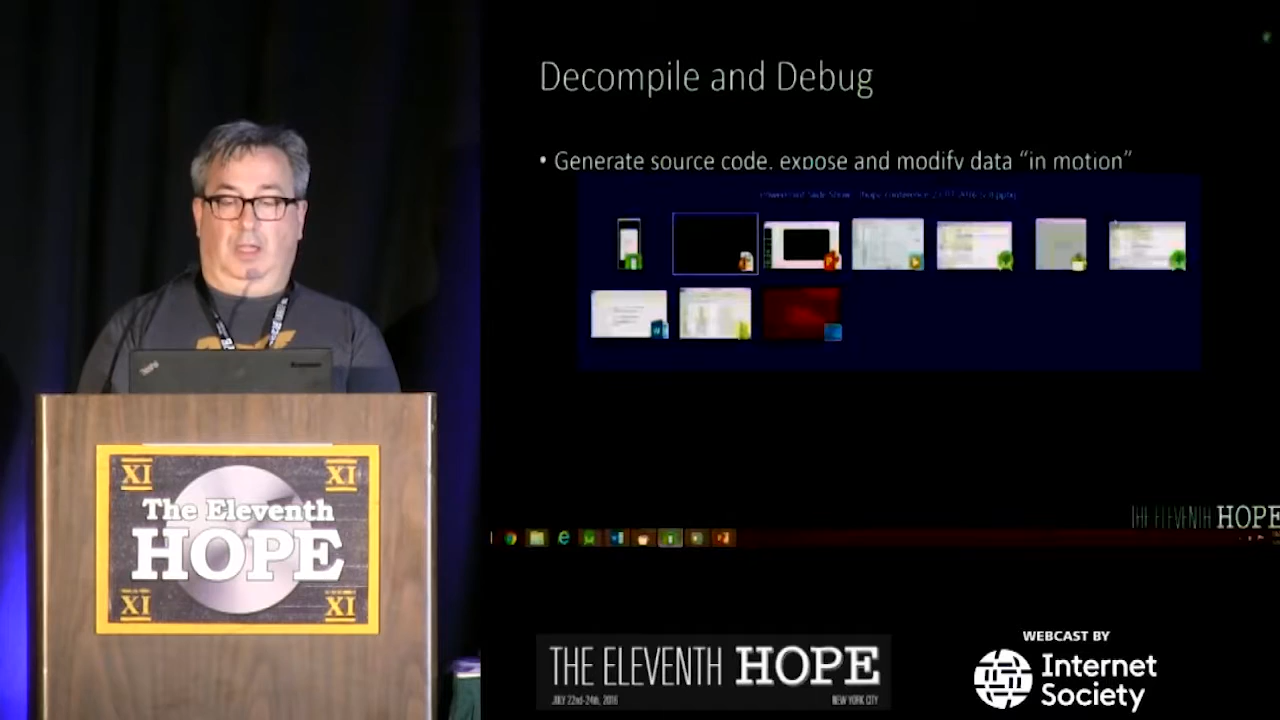 Decompile and Debug
• Generate source code, expose and modify data “in motion”
XI XI
The Eleventh
HOPE
XI XI
THE ELEVENTH HOPE
THE ELEVENTH HOPE
JULY 22nd-24th, 2016 NEW YORK CITY
WEBCAST BY
Internet
Society